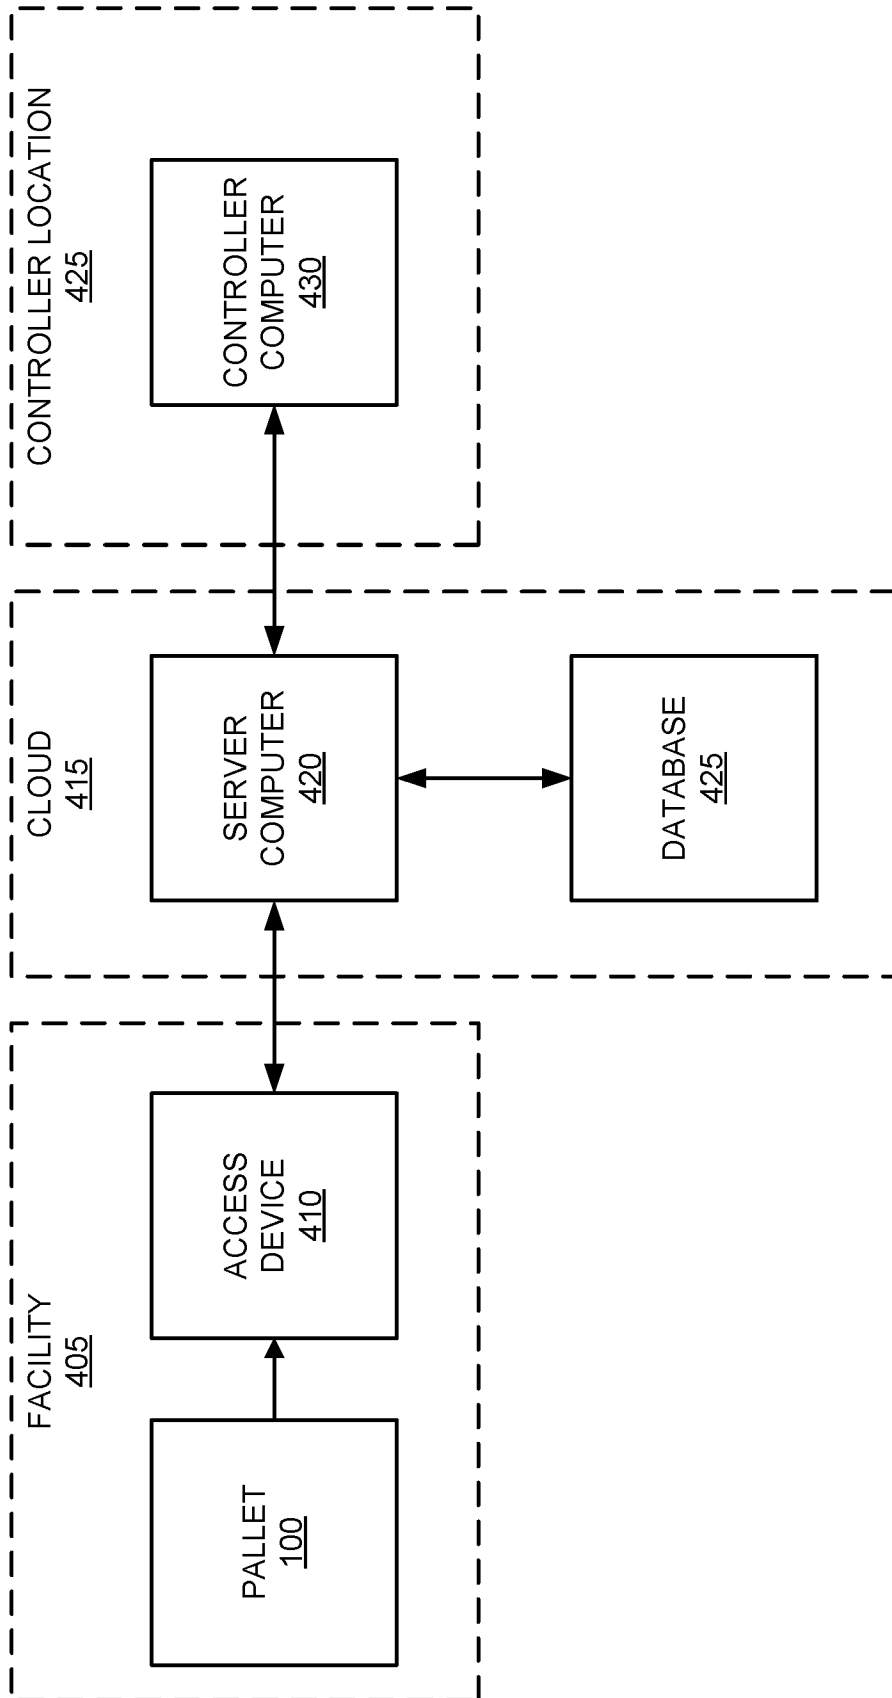 FACILITY
405
PALLET
100
ACCESS
DEVICE
410
CLOUD
415
SERVER
COMPUTER
420
DATABASE
425
CONTROLLER LOCATION
425
CONTROLLER
COMPUTER
430